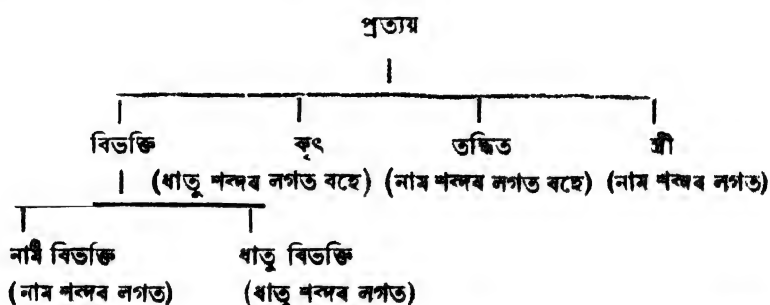 প্ৰত্যয়
বিভক্তি কৃৎ তদ্ধিত স্ত্ৰী
(ধাতু শব্দৰ লগত বহে) (নাম শব্দৰ লগত বহে) (নাম শব্দৰ লগত)
নাম বিভক্তি ধাতু বিভক্তি
(নাম শব্দৰ লগত) (ধাতু শব্দৰ লগত)